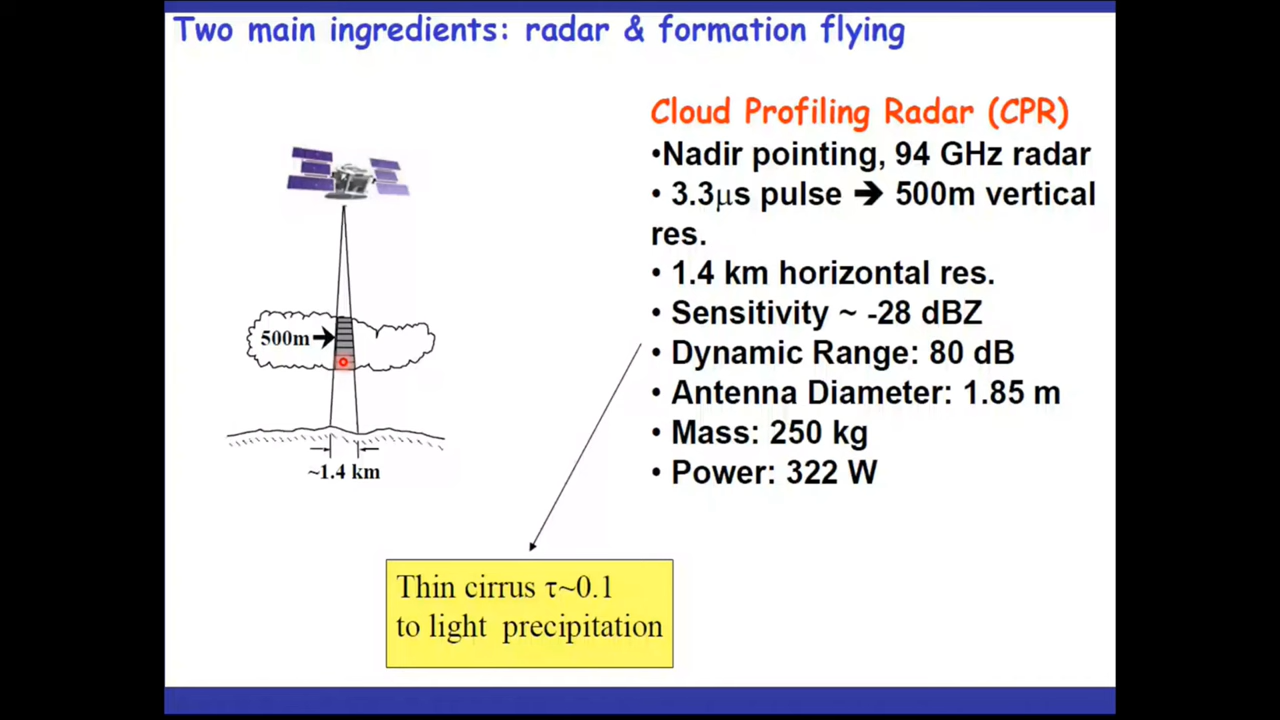 Two main ingredients: radar & formation flying
Cloud Profiling Radar (CPR)
•Nadir pointing, 94 GHz radar
• 3.3μs pulse ➔ 500m vertical
res.
• 1.4 km horizontal res.
• Sensitivity ~ -28 dBZ
• Dynamic Range: 80 dB
• Antenna Diameter: 1.85 m
• Mass: 250 kg
• Power: 322 W
500m
~1.4 km
Thin cirrus τ~0.1
to light precipitation